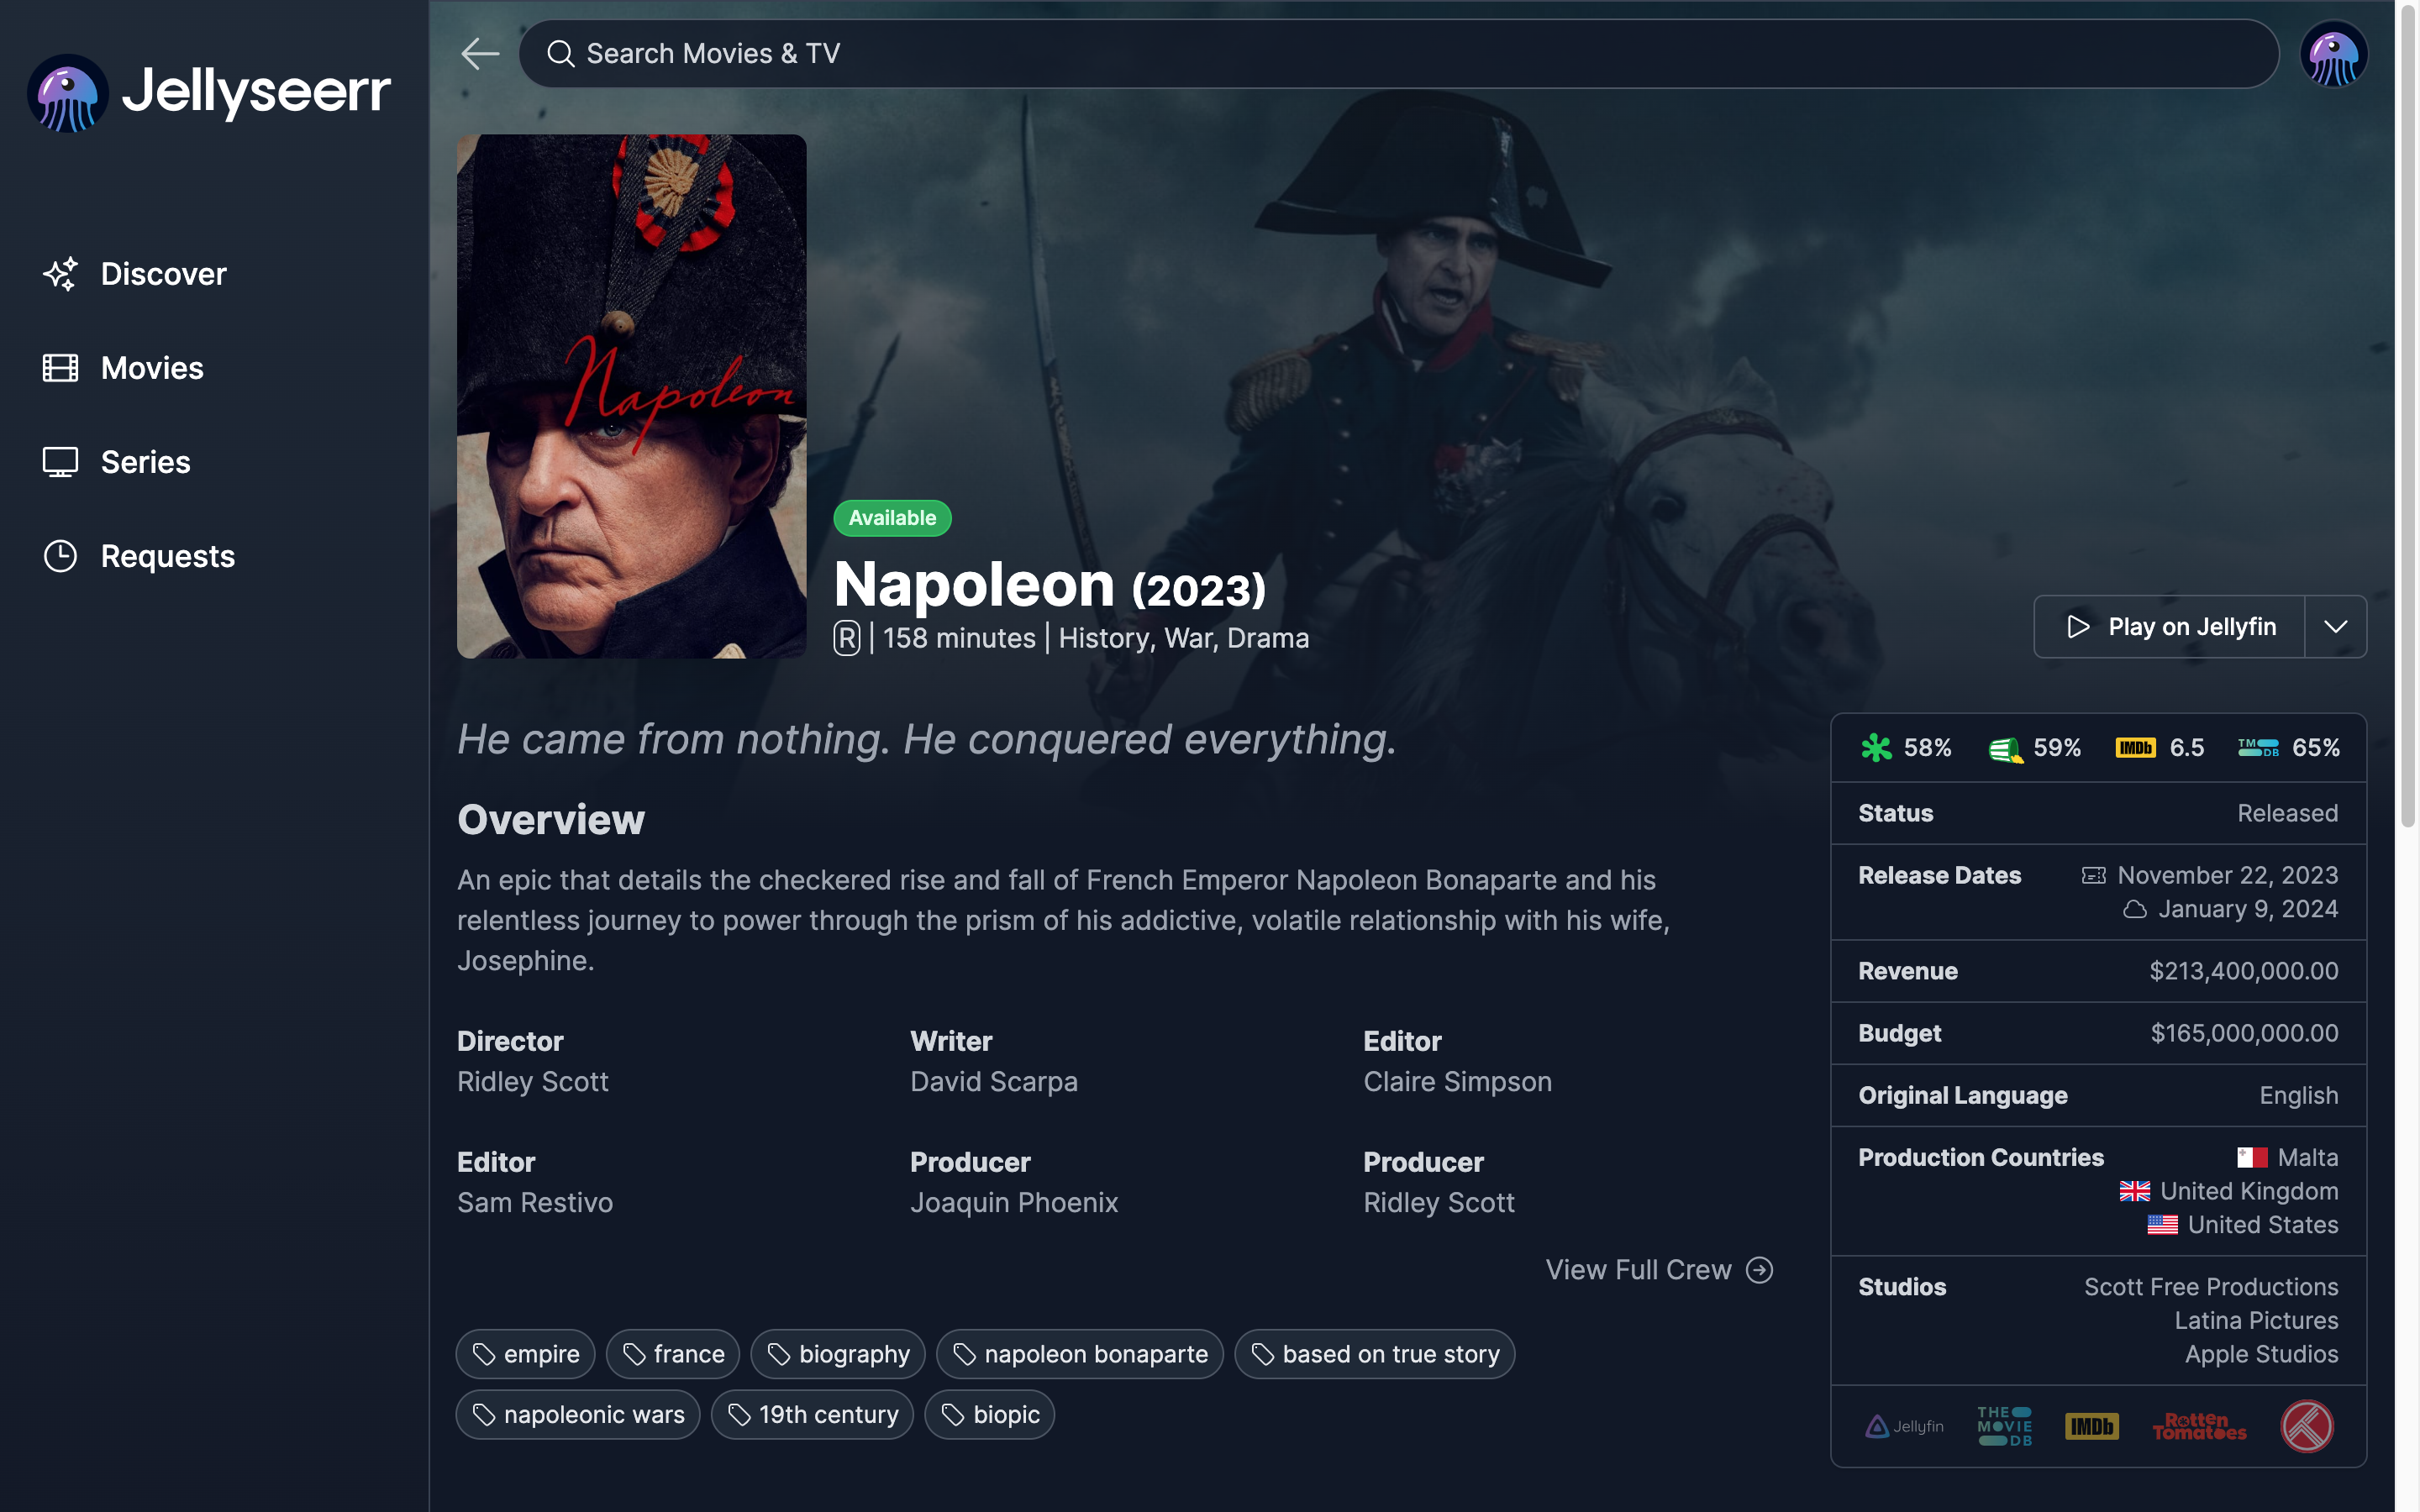 Jellyseerr
Discover
Movies
Series
Requests
Search Movies & TV
Napoleon
Available
Napoleon (2023)
R | 158 minutes | History, War, Drama
Play on Jellyfin
He came from nothing. He conquered everything.
Overview
An epic that details the checkered rise and fall of French Emperor Napoleon Bonaparte and his
relentless journey to power through the prism of his addictive, volatile relationship with his wife,
Josephine.
Director
Ridley Scott
Writer
David Scarpa
Editor
Claire Simpson
Editor
Sam Restivo
Producer
Joaquin Phoenix
Producer
Ridley Scott
View Full Crew
empire france biography napoleon bonaparte based on true story
napoleonic wars 19th century biopic
58% 59% IMDb 6.5 TMDB 65%
Status Released
Release Dates November 22, 2023
January 9, 2024
Revenue $213,400,000.00
Budget $165,000,000.00
Original Language English
Production Countries Malta
United Kingdom
United States
Studios Scott Free Productions
Latina Pictures
Apple Studios
Jellyfin THE MOVIE DB IMDb Rotten Tomatoes